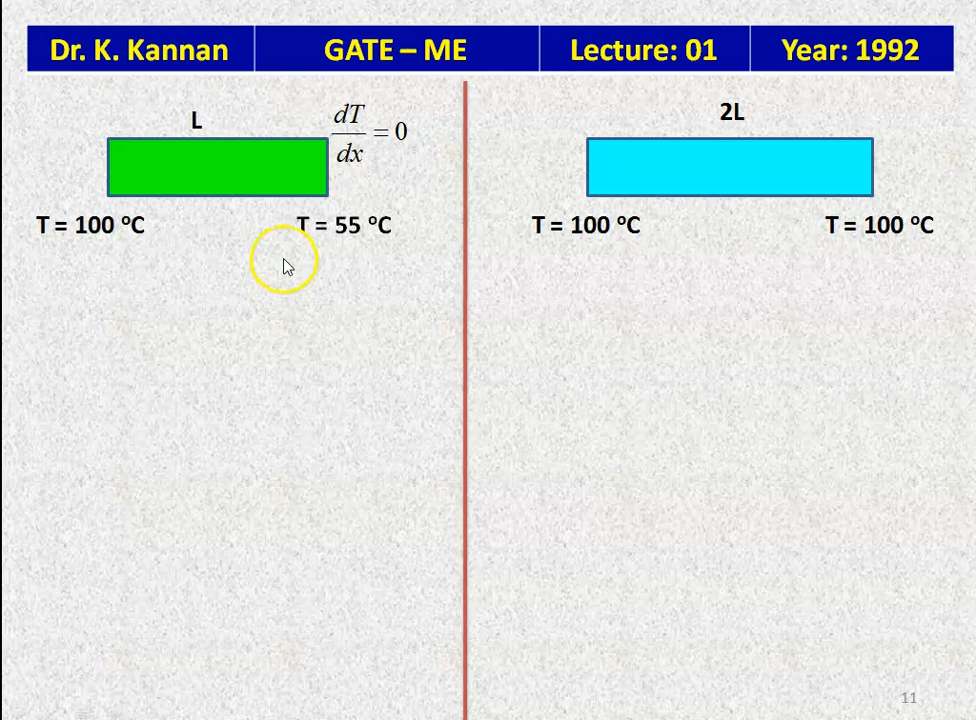 Dr. K. Kannan GATE – ME Lecture: 01 Year: 1992
L
dT/dx = 0
T = 100 °C T = 55 °C
2L
T = 100 °C T = 100 °C
11